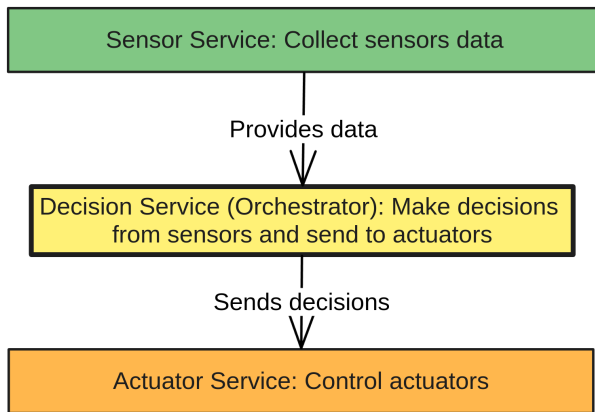 Sensor Service: Collect sensors data
Provides data
Decision Service (Orchestrator): Make decisions
from sensors and send to actuators
Sends decisions
Actuator Service: Control actuators